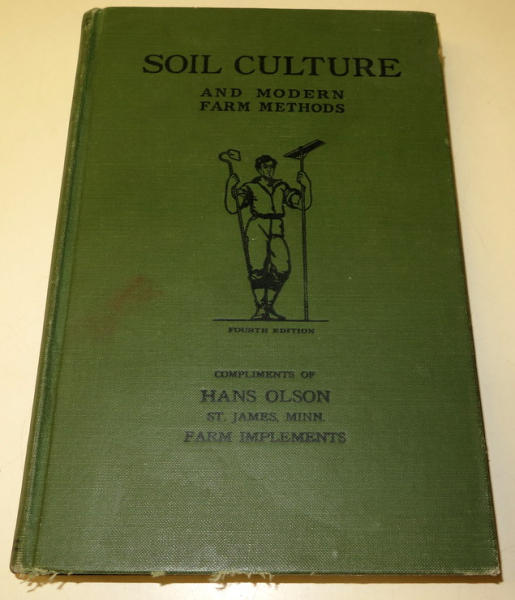 SOIL CULTURE
AND MODERN
FARM METHODS
FOURTH EDITION
COMPLIMENTS OF
HANS OLSON
ST. JAMES, MINN.
FARM IMPLEMENTS